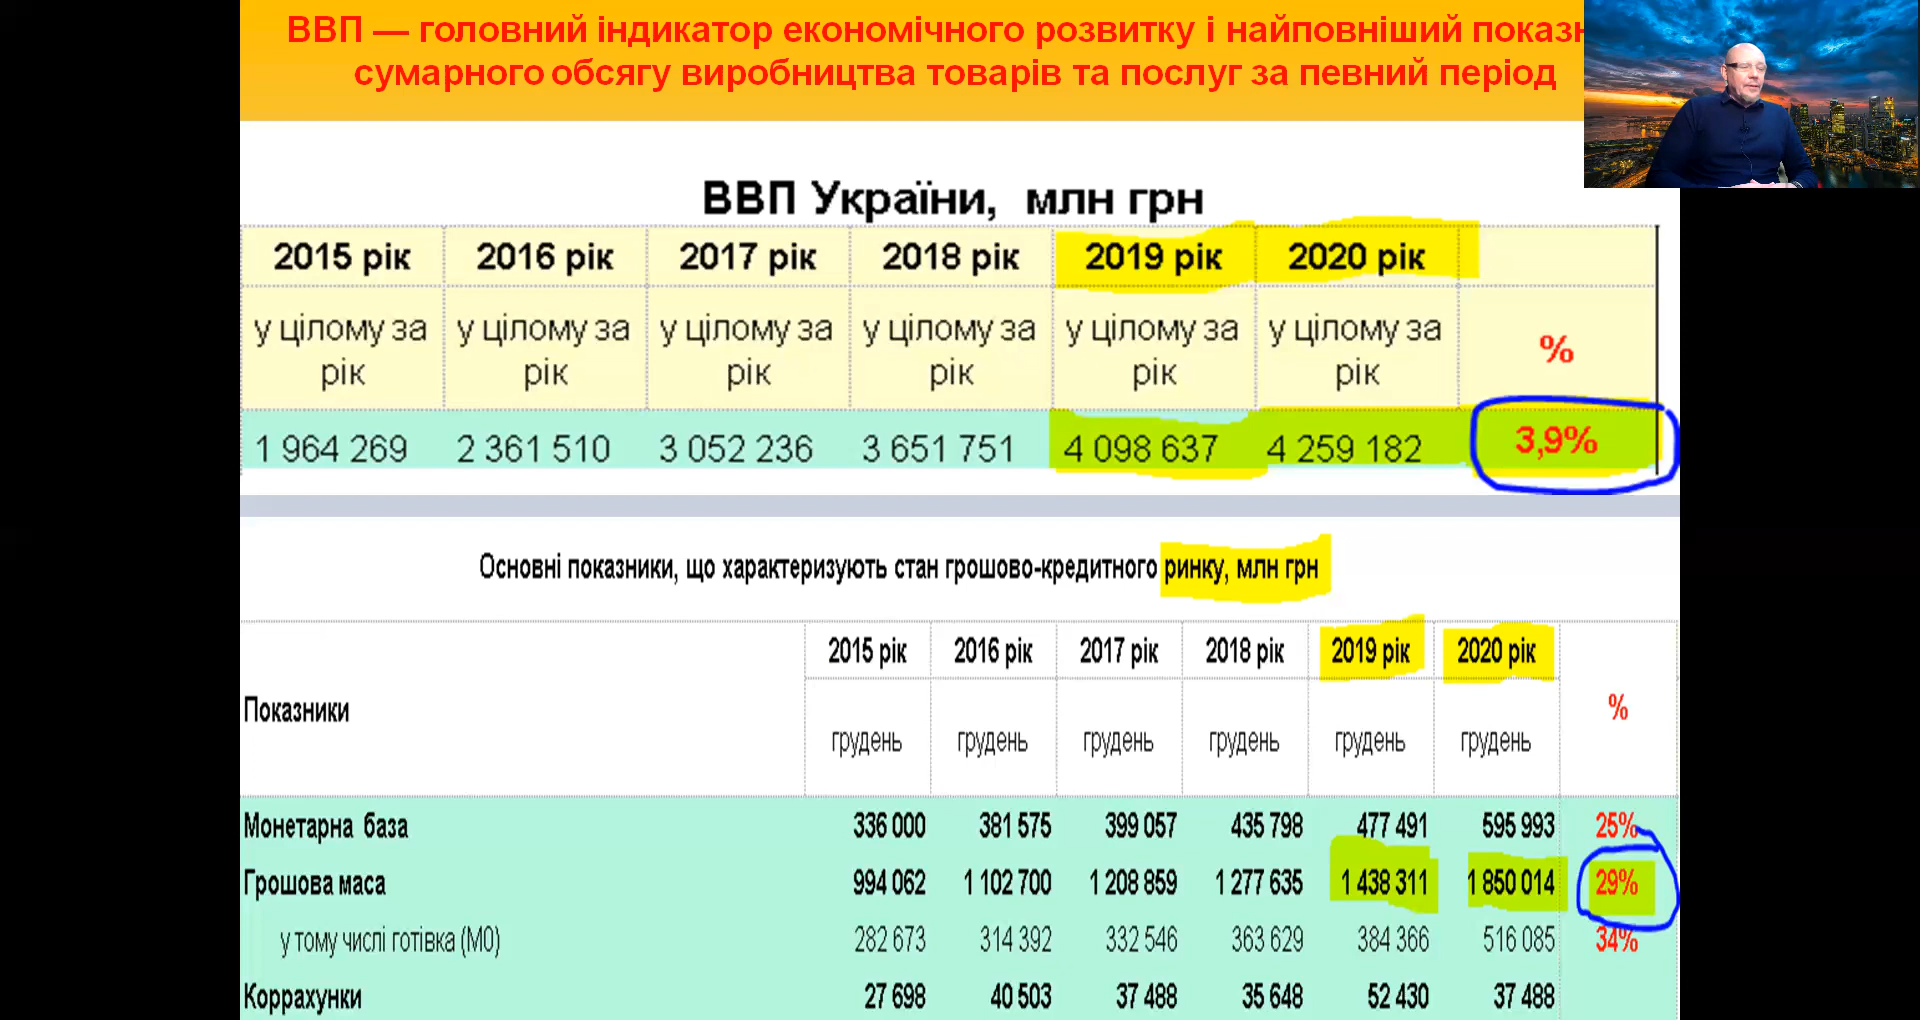 ВВП — головний індикатор економічного розвитку і найповніший
сумарного обсягу виробництва товарів та послуг за певний період
ВВП України, млн грн
2015 рік 2016 рік 2017 рік 2018 рік 2019 рік 2020 рік
у цілому за рік у цілому за рік у цілому за рік у цілому за рік у цілому за рік у цілому за рік %
1 964 269 2 361 510 3 052 236 3 651 751 4 098 637 4 259 182 3,9%
Основні показники, що характеризують стан грошово-кредитного ринку, млн грн
Показники 2015 рік 2016 рік 2017 рік 2018 рік 2019 рік 2020 рік %
грудень грудень грудень грудень грудень грудень
Монетарна база 336 000 381 575 399 057 435 798 477 491 595 993 25%
Грошова маса 994 062 1 102 700 1 208 859 1 277 635 1 438 311 1 850 014 29%
у тому числі готівка (М0) 282 673 314 392 332 546 363 629 384 366 516 085 34%
Коррахунки 27 698 40 503 37 488 35 648 52 430 37 488